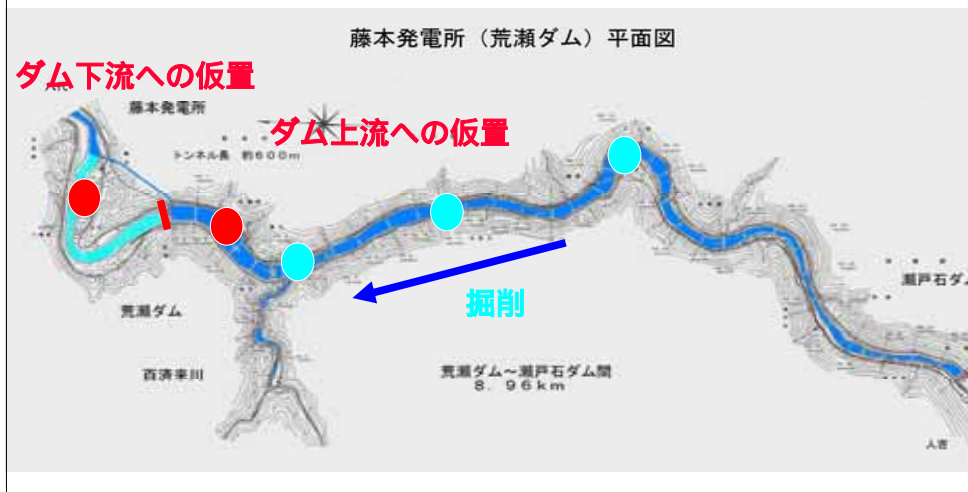 藤本発電所（荒瀬ダム）平面図
ダム下流への仮置
藤本発電所
ダム上流への仮置
トンネル長　約６００ｍ
瀬戸石ダム
掘削
荒瀬ダム
百済来川
荒瀬ダム～瀬戸石ダム間
８．９６ｋｍ
人吉